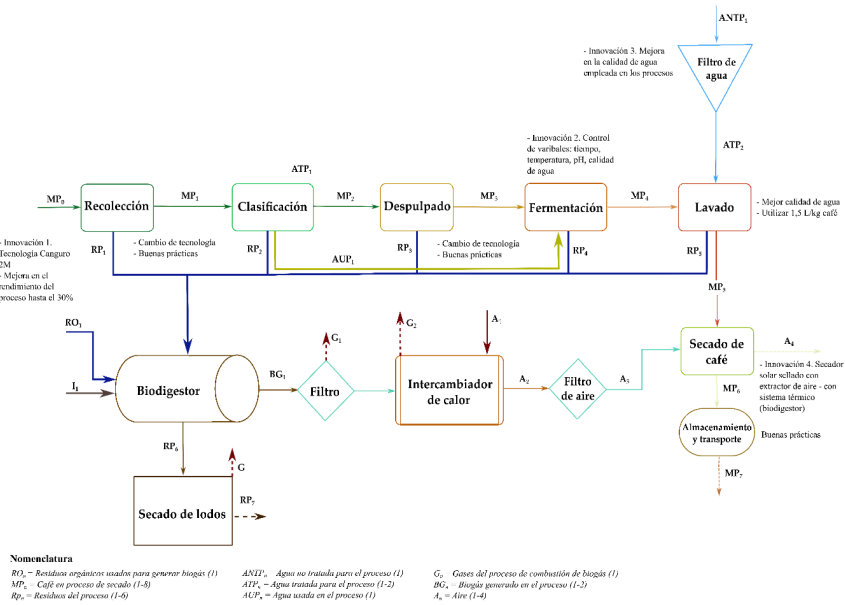 ANTP₁
- Innovación 3. Mejora
en la calidad de agua
empleada en los procesos
Filtro de
agua
ATP₂
- Innovación 2. Control
de varibales: tiempo,
temperatura, pH, calidad
de agua
ATP₁
MP₀
Recolección
MP₁
Clasificación
MP₂
Despulpado
MP₃
Fermentación
MP₄
Lavado
- Mejor calidad de agua
- Utilizar 1,5 L/kg café
- Innovación 1.
Tecnología Canguro
2M
- Mejora en el
rendimiento del
proceso hasta el 30%
RP₁
- Cambio de tecnología
- Buenas prácticas
RP₂
AUP₁
RP₃
- Cambio de tecnología
- Buenas prácticas
RP₄
RP₅
MP₅
RO₁
I₁
Biodigestor
BG₁
G₁
Filtro
G₂
A₁
Intercambiador
de calor
A₂
Filtro
de aire
A₃
Secado de
café
A₄
- Innovación 4. Secador
solar sellado con
extractor de aire - con
sistema térmico
(biodigestor)
MP₆
Almacenamiento
y transporte
Buenas prácticas
MP₇
RP₆
G
RP₇
Secado de lodos
Nomenclatura
ROₙ = Residuos orgánicos usados para generar biogás (1)
MPₙ = Café en proceso de secado (1-8)
Rpₙ = Residuos del proceso (1-6)
ANTPₙ = Agua no tratada para el proceso (1)
ATPₙ = Agua tratada para el proceso (1-2)
AUPₙ = Agua usada en el proceso (1)
Gₙ = Gases del proceso de combustión de biogás (1)
BGₙ = Biogás generado en el proceso (1-2)
Aₙ = Aire (1-4)